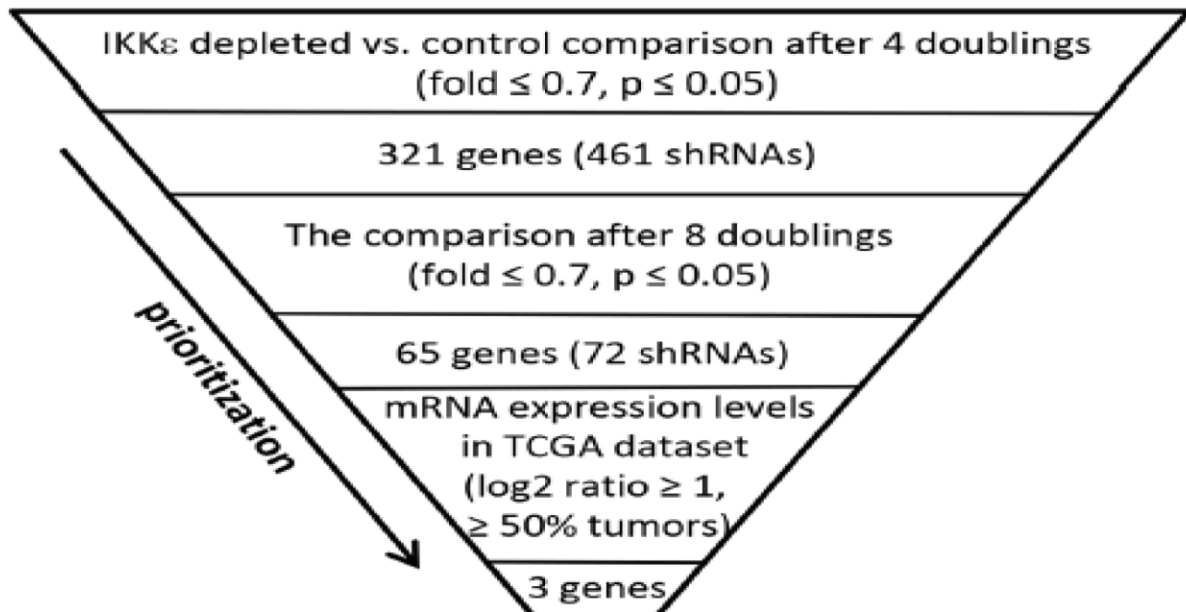 IKKε depleted vs. control comparison after 4 doublings
(fold ≤ 0.7, p ≤ 0.05)
321 genes (461 shRNAs)
The comparison after 8 doublings
(fold ≤ 0.7, p ≤ 0.05)
65 genes (72 shRNAs)
mRNA expression levels
in TCGA dataset
(log2 ratio ≥ 1,
≥ 50% tumors)
3 genes
prioritization